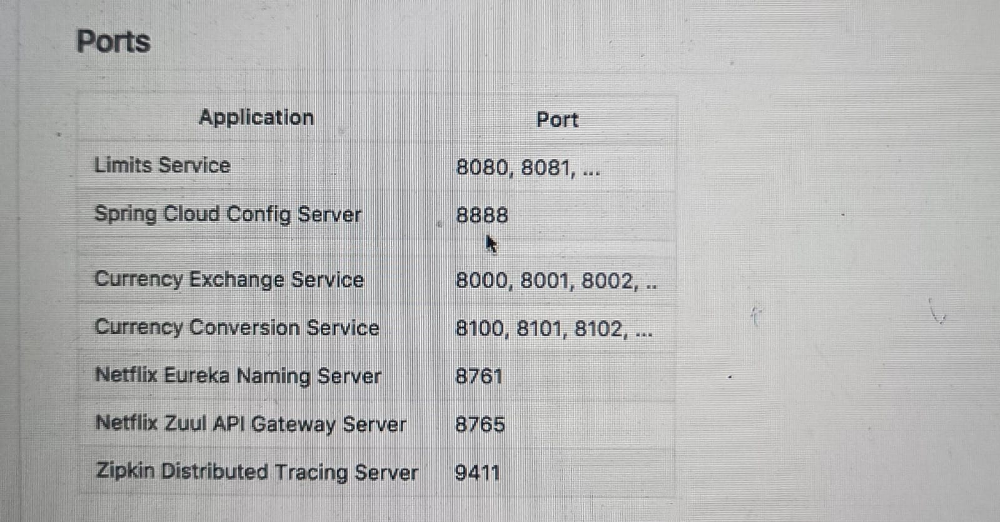 Ports
Application Port
Limits Service 8080, 8081, ...
Spring Cloud Config Server 8888
Currency Exchange Service 8000, 8001, 8002, ..
Currency Conversion Service 8100, 8101, 8102, ...
Netflix Eureka Naming Server 8761
Netflix Zuul API Gateway Server 8765
Zipkin Distributed Tracing Server 9411